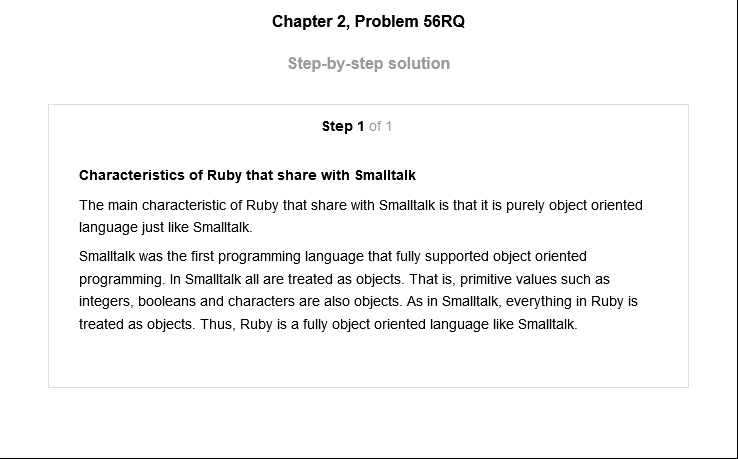 Chapter 2, Problem 56RQ
Step-by-step solution
Step 1 of 1
Characteristics of Ruby that share with Smalltalk
The main characteristic of Ruby that share with Smalltalk is that it is purely object oriented
language just like Smalltalk.
Smalltalk was the first programming language that fully supported object oriented
programming. In Smalltalk all are treated as objects. That is, primitive values such as
integers, booleans and characters are also objects. As in Smalltalk, everything in Ruby is
treated as objects. Thus, Ruby is a fully object oriented language like Smalltalk.